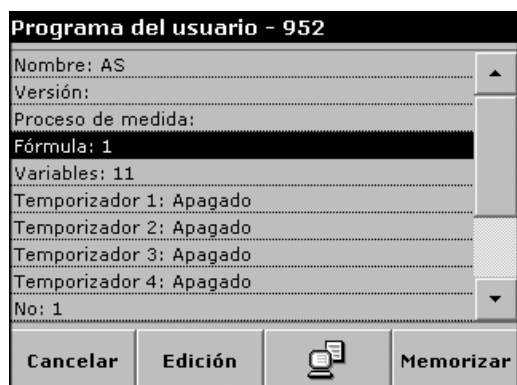 Programa del usuario - 952
Nombre: AS
Versión:
Proceso de medida:
Fórmula: 1
Variables: 11
Temporizador 1: Apagado
Temporizador 2: Apagado
Temporizador 3: Apagado
Temporizador 4: Apagado
No: 1
Cancelar Edición Memorizar